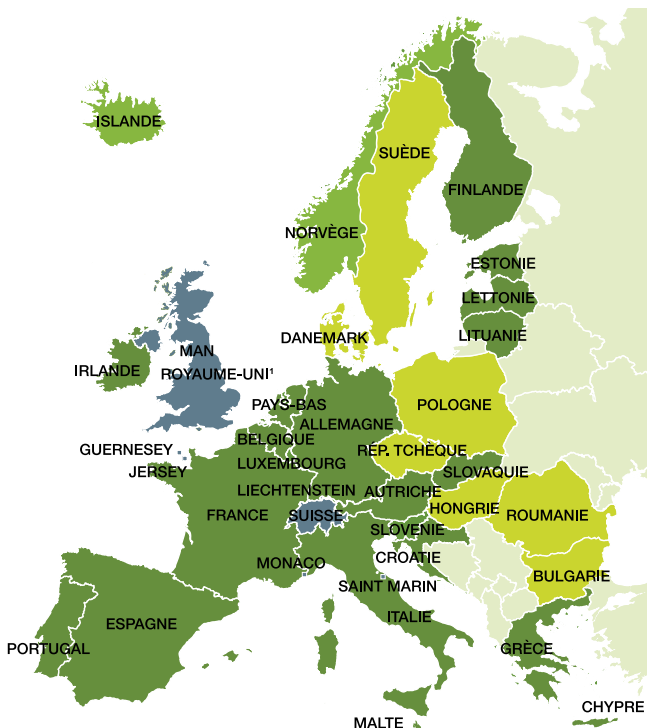 ISLANDE
SUÈDE
FINLANDE
NORVÈGE
ESTONIE
LETTONIE
DANEMARK
LITUANIE
MAN
IRLANDE
ROYAUME-UNI¹
PAYS-BAS
POLOGNE
ALLEMAGNE
BELGIQUE
GUERNESEY
RÉP. TCHÈQUE
LUXEMBOURG
JERSEY
SLOVAQUIE
LIECHTENSTEIN
AUTRICHE
HONGRIE
FRANCE
SUISSE
ROUMANIE
SLOVENIE
CROATIE
MONACO
BULGARIE
SAINT MARIN
ITALIE
ESPAGNE
PORTUGAL
GRÈCE
CHYPRE
MALTE